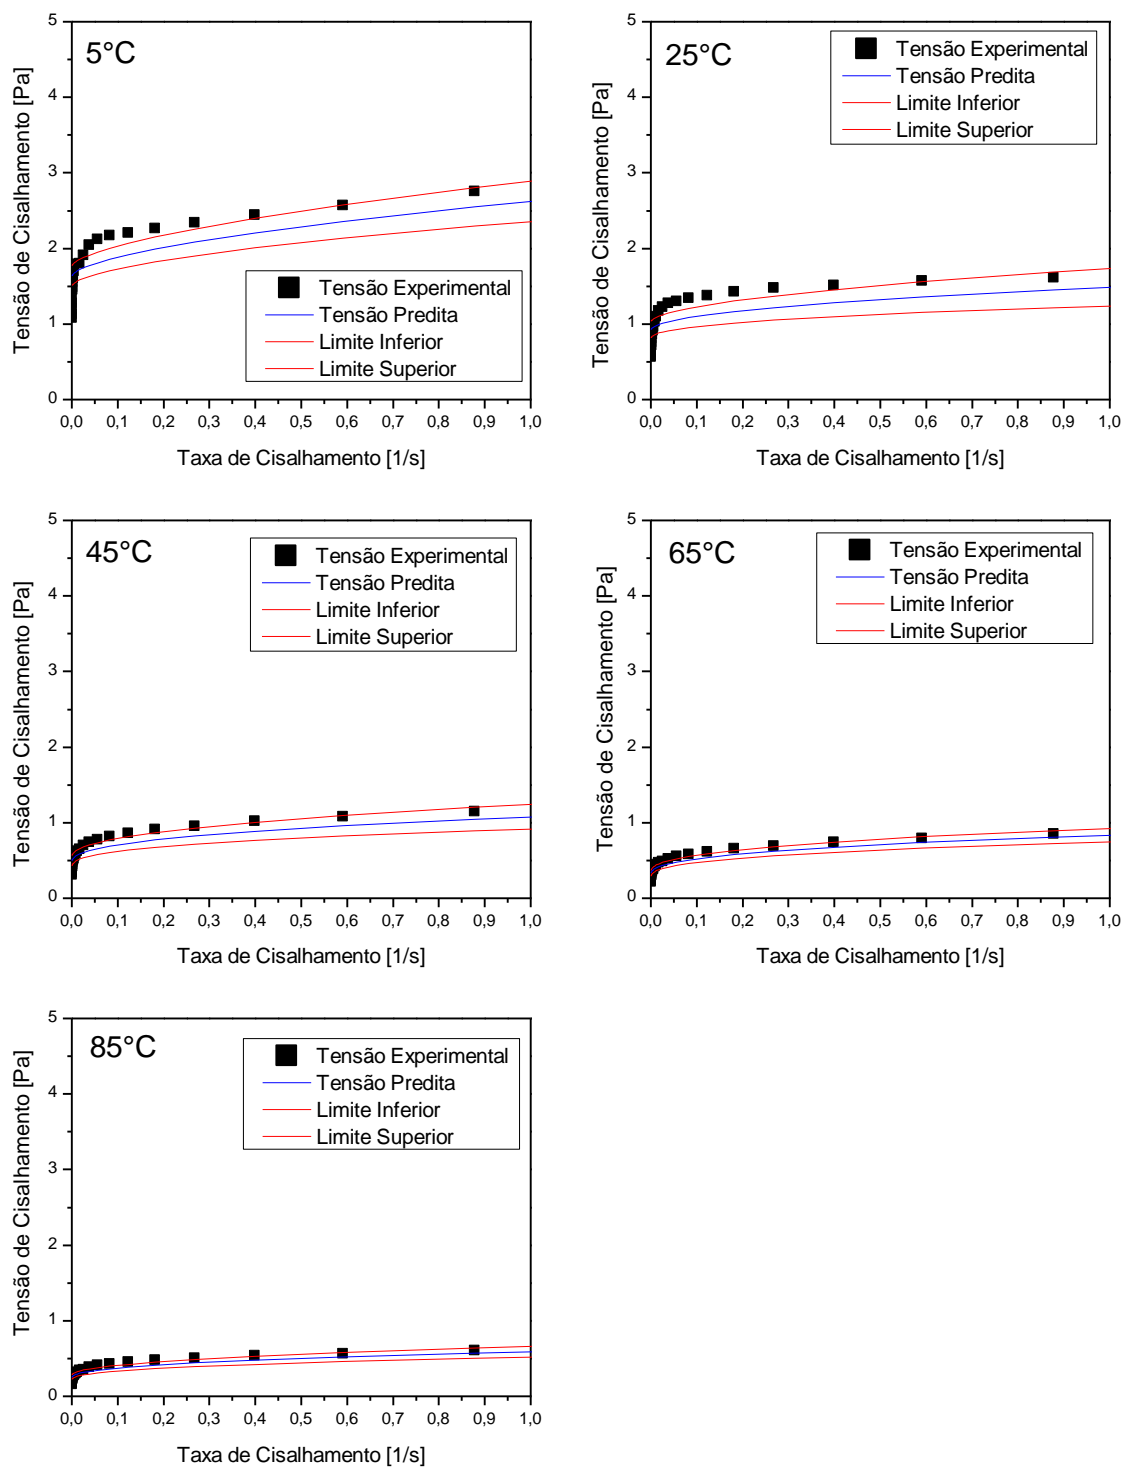 5°C
Tensão de Cisalhamento [Pa]
5
4
3
2
1
0
Tensão Experimental
Tensão Predita
Limite Inferior
Limite Superior
0,0 0,1 0,2 0,3 0,4 0,5 0,6 0,7 0,8 0,9 1,0
Taxa de Cisalhamento [1/s]
25°C
Tensão de Cisalhamento [Pa]
5
4
3
2
1
0
Tensão Experimental
Tensão Predita
Limite Inferior
Limite Superior
0,0 0,1 0,2 0,3 0,4 0,5 0,6 0,7 0,8 0,9 1,0
Taxa de Cisalhamento [1/s]
45°C
Tensão de Cisalhamento [Pa]
5
4
3
2
1
0
Tensão Experimental
Tensão Predita
Limite Inferior
Limite Superior
0,0 0,1 0,2 0,3 0,4 0,5 0,6 0,7 0,8 0,9 1,0
Taxa de Cisalhamento [1/s]
65°C
Tensão de Cisalhamento [Pa]
5
4
3
2
1
0
Tensão Experimental
Tensão Predita
Limite Inferior
Limite Superior
0,0 0,1 0,2 0,3 0,4 0,5 0,6 0,7 0,8 0,9 1,0
Taxa de Cisalhamento [1/s]
85°C
Tensão de Cisalhamento [Pa]
5
4
3
2
1
0
Tensão Experimental
Tensão Predita
Limite Inferior
Limite Superior
0,0 0,1 0,2 0,3 0,4 0,5 0,6 0,7 0,8 0,9 1,0
Taxa de Cisalhamento [1/s]